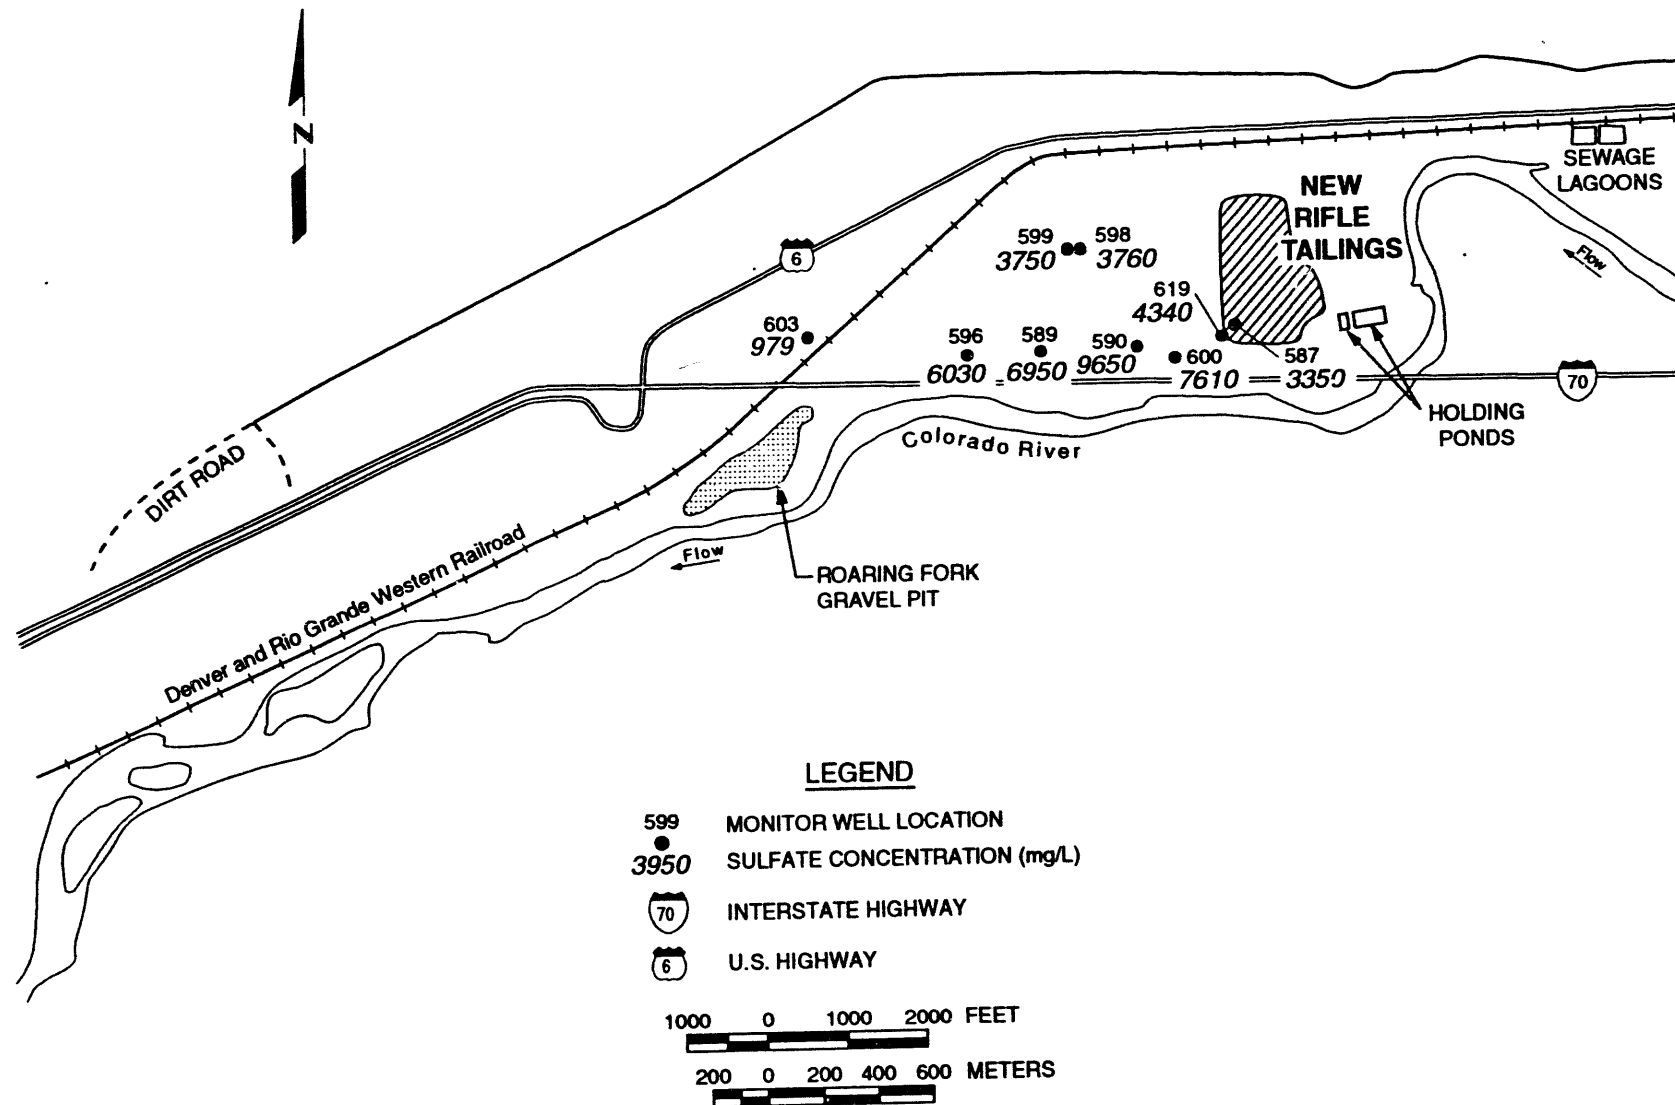 N
6
SEWAGE
LAGOONS
NEW
RIFLE
TAILINGS
Flow
599
3750
598
3760
619
4340
603
979
596
6030
589
6950
590
9650
600
7610
587
3350
70
HOLDING
PONDS
Colorado River
DIRT ROAD
Flow
ROARING FORK
GRAVEL PIT
Denver and Rio Grande Western Railroad
LEGEND
599
MONITOR WELL LOCATION
3950
SULFATE CONCENTRATION (mg/L)
70
INTERSTATE HIGHWAY
6
U.S. HIGHWAY
1000 0 1000 2000 FEET
200 0 200 400 600 METERS